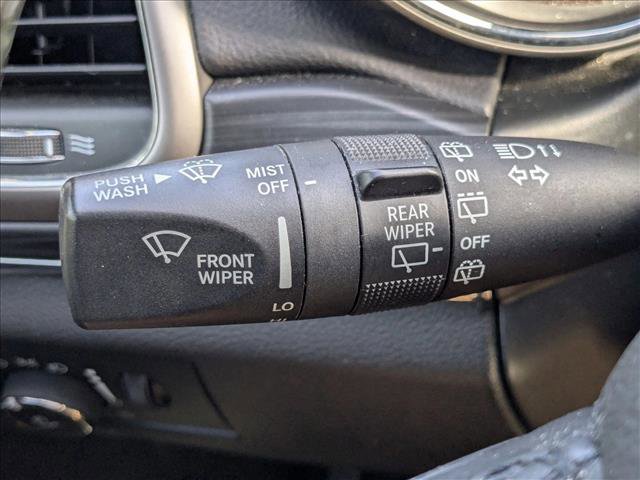 PUSH
WASH
MIST
OFF
FRONT
WIPER
LO
REAR
WIPER
ON
OFF